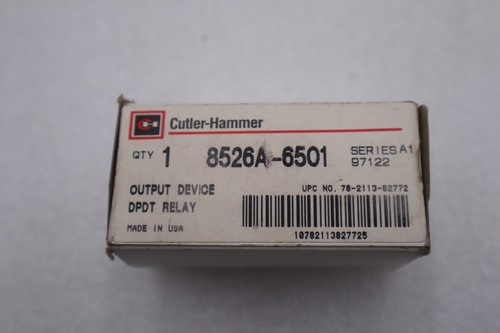 Cutler-Hammer
QTY 1 8526A-6501 SERIES A1
97122
OUTPUT DEVICE UPC NO. 78-2113-82772
DPDT RELAY
MADE IN USA 10782113827725